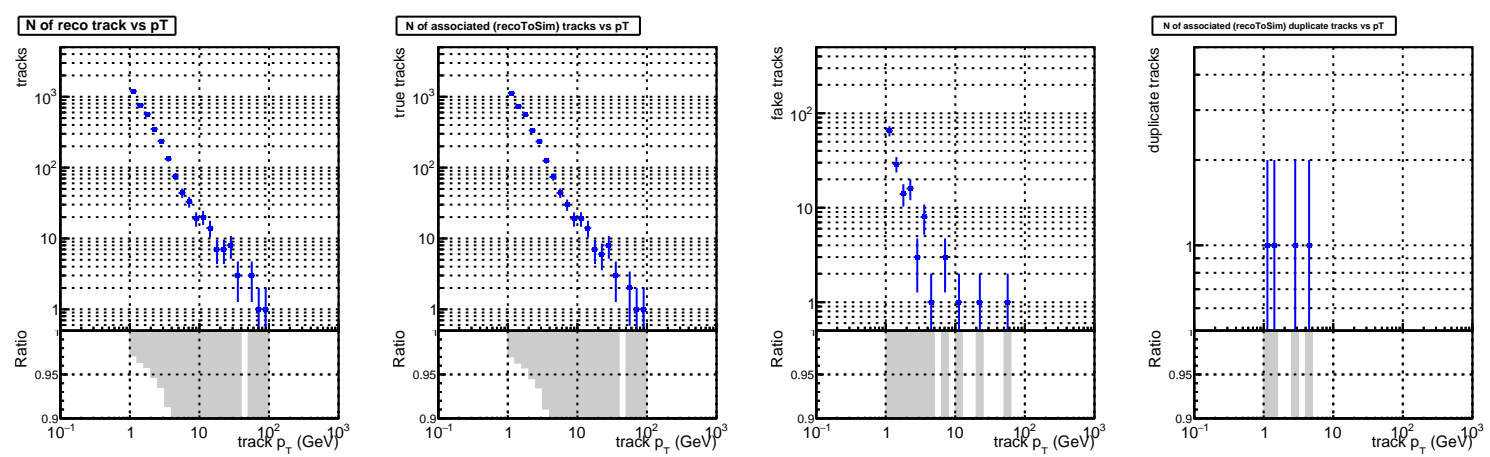 N of reco track vs pT
tracks
10³
10²
10
1
Ratio
1
0.95
0.9
10⁻¹ 1 10 10² 10³
track p_T (GeV)
N of associated (recoToSim) tracks vs pT
true tracks
10³
10²
10
1
Ratio
1
0.95
0.9
10⁻¹ 1 10 10² 10³
track p_T (GeV)
fake tracks
10²
10
1
Ratio
1
0.95
0.9
10⁻¹ 1 10 10² 10³
track p_T (GeV)
N of associated (recoToSim) duplicate tracks vs pT
duplicate tracks
1
Ratio
1
0.95
0.9
10⁻¹ 1 10 10² 10³
track p_T (GeV)